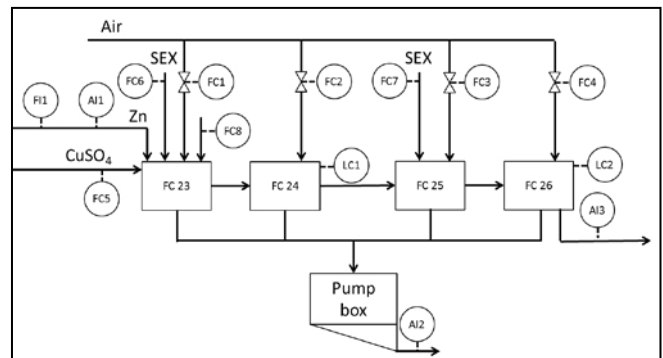 Air
SEX
SEX
FC6
FC1
FC2
FC7
FC3
FC4
FI1
AI1
Zn
FC8
CuSO₄
LC1
LC2
FC 23
FC 24
FC 25
FC 26
FC5
AI3
Pump
box
AI2